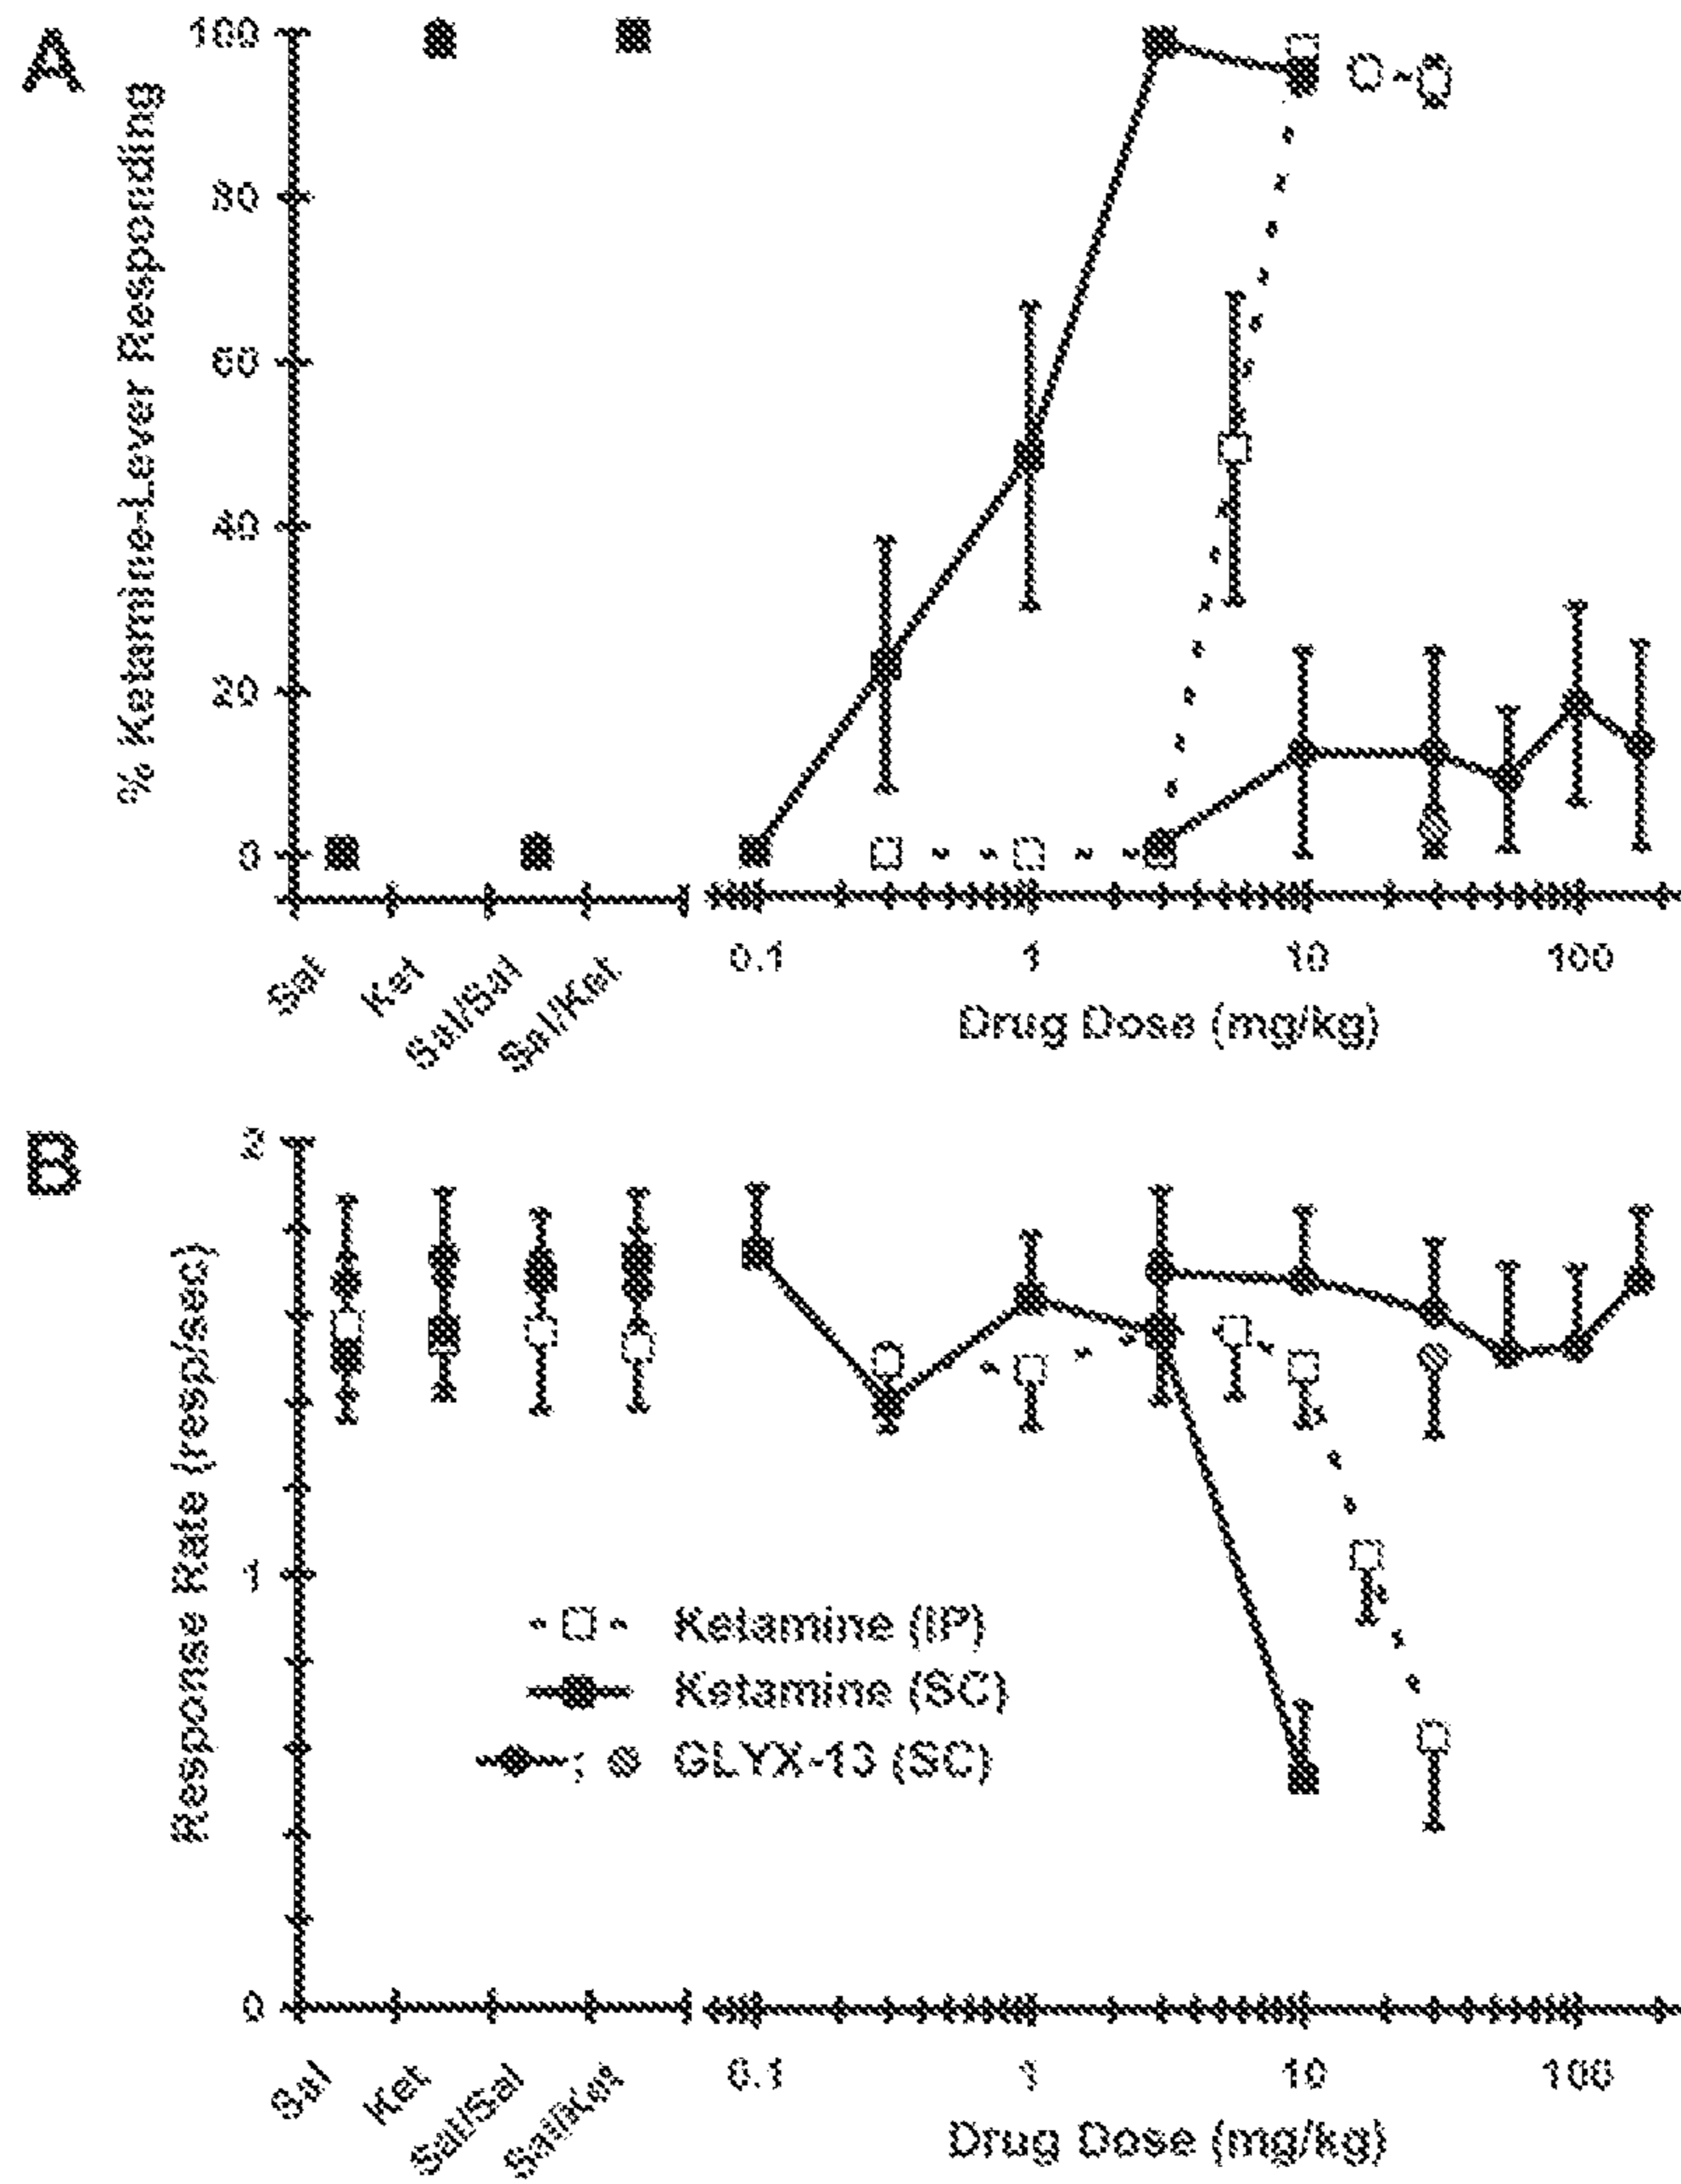 A
% Ketamine-Lever Responding
100
80
60
40
20
0
Sal
Ket
Sal/Sal
Sal/Ket
0.1
1
10
100
Drug Dose (mg/kg)
B
Response Rate (resp/sec)
2
1
0
Ketamine (IP)
Ketamine (SC)
; GLYX-13 (SC)
Sal
Ket
Sal/Sal
Sal/Ket
0.1
1
10
100
Drug Dose (mg/kg)